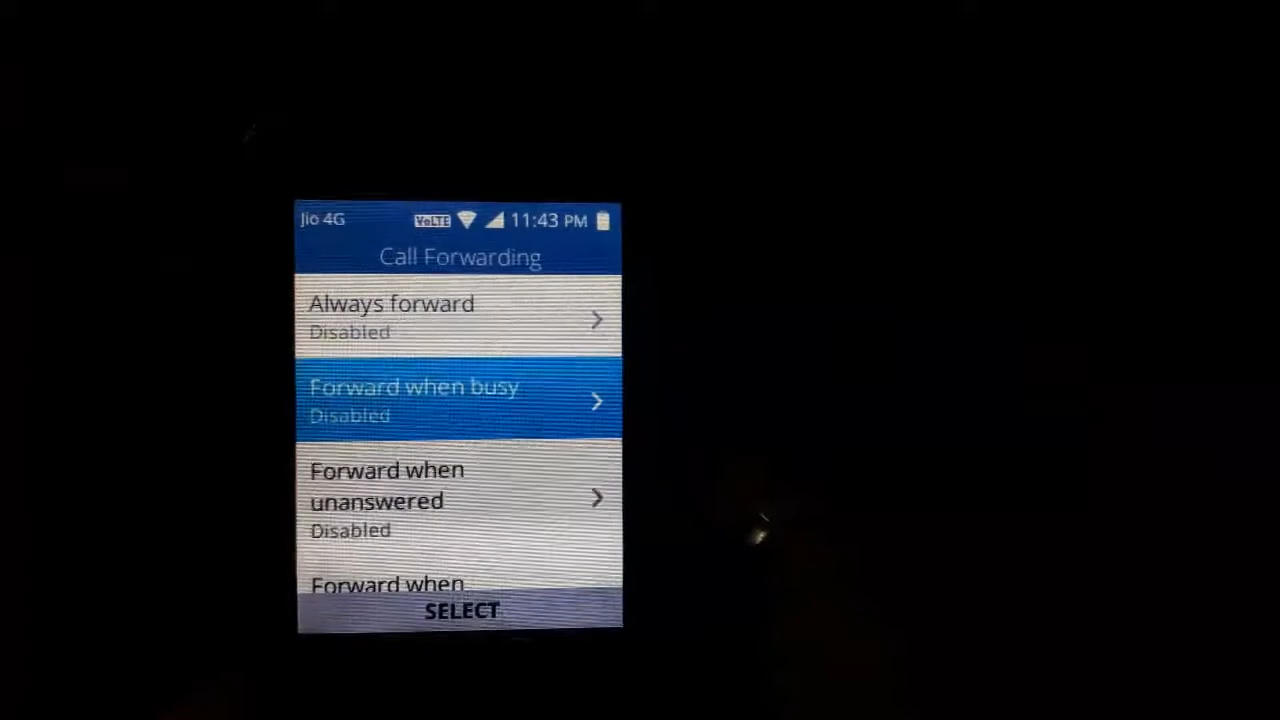 Jio 4G VoLTE 11:43 PM
Call Forwarding
Always forward
Disabled
Forward when busy
Disabled
Forward when
unanswered
Disabled
Forward when
SELECT